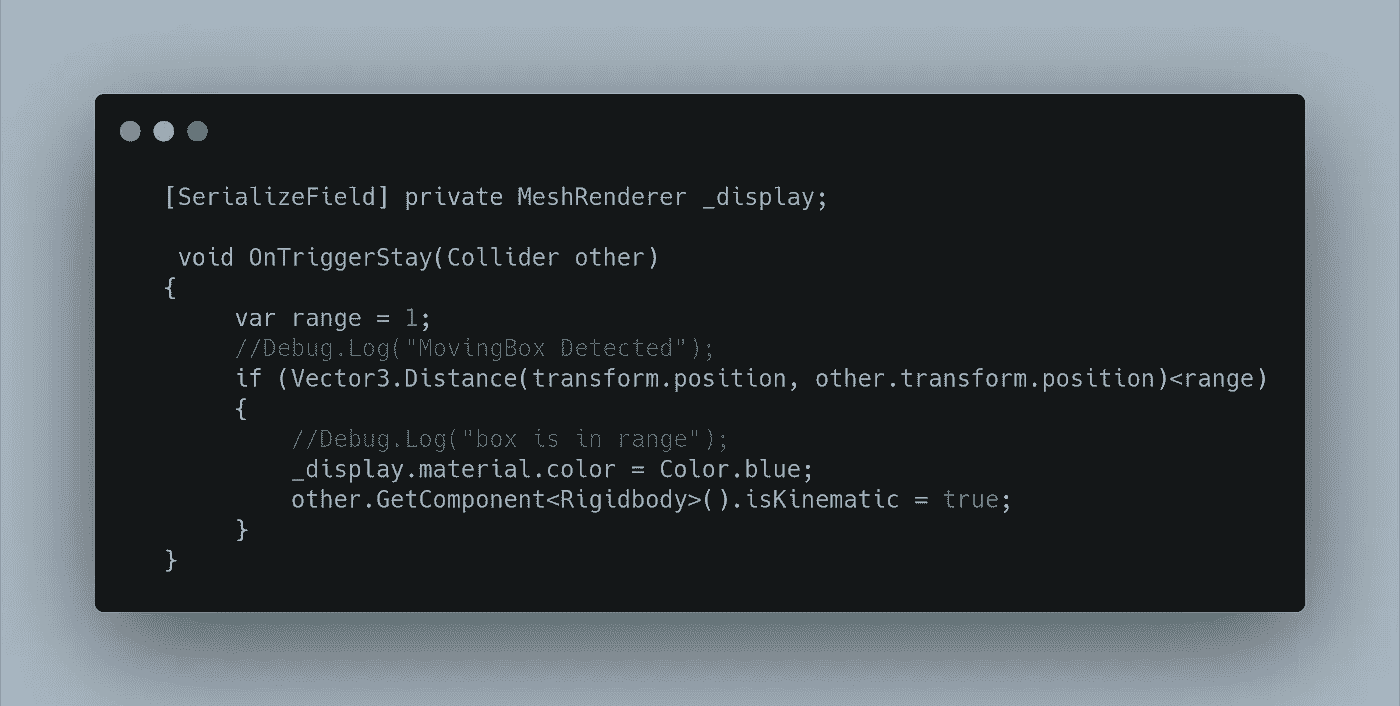 [SerializeField] private MeshRenderer _display;
void OnTriggerStay(Collider other)
{
var range = 1;
//Debug.Log("MovingBox Detected");
if (Vector3.Distance(transform.position, other.transform.position)<range)
{
//Debug.Log("box is in range");
_display.material.color = Color.blue;
other.GetComponent<Rigidbody>().isKinematic = true;
}
}